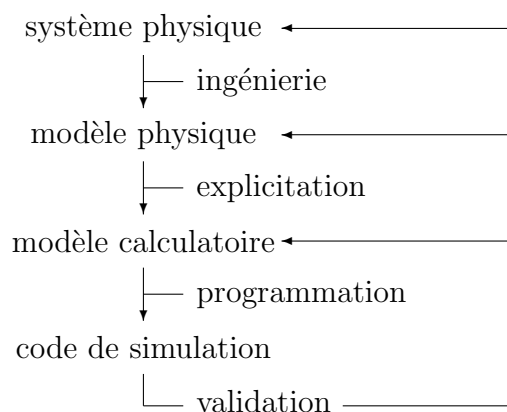 système physique
ingénierie
modèle physique
explicitation
modèle calculatoire
programmation
code de simulation
validation